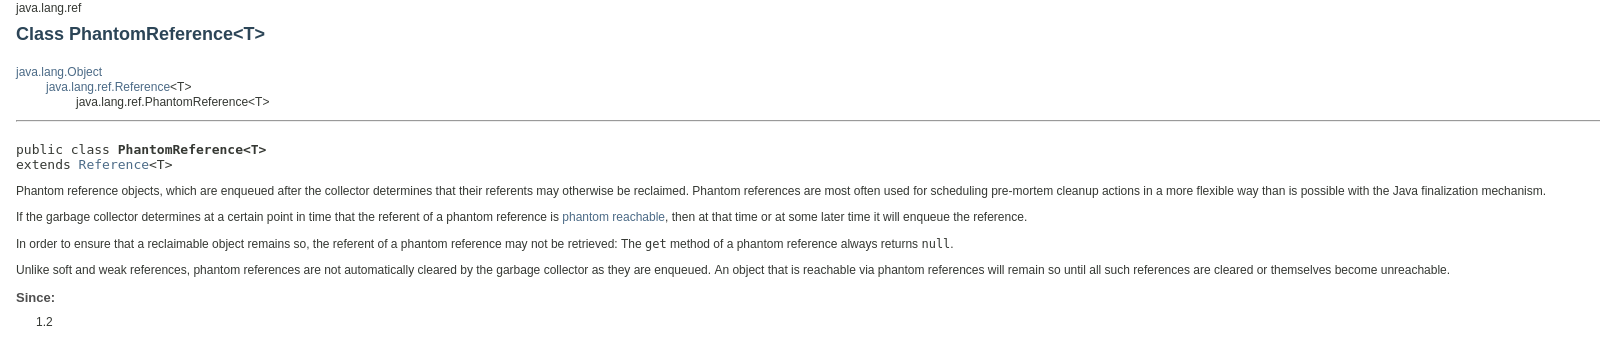 java.lang.ref
Class PhantomReference<T>
java.lang.Object
java.lang.ref.Reference<T>
java.lang.ref.PhantomReference<T>
public class PhantomReference<T>
extends Reference<T>
Phantom reference objects, which are enqueued after the collector determines that their referents may otherwise be reclaimed. Phantom references are most often used for scheduling pre-mortem cleanup actions in a more flexible way than is possible with the Java finalization mechanism.
If the garbage collector determines at a certain point in time that the referent of a phantom reference is phantom reachable, then at that time or at some later time it will enqueue the reference.
In order to ensure that a reclaimable object remains so, the referent of a phantom reference may not be retrieved: The get method of a phantom reference always returns null.
Unlike soft and weak references, phantom references are not automatically cleared by the garbage collector as they are enqueued. An object that is reachable via phantom references will remain so until all such references are cleared or themselves become unreachable.
Since:
1.2